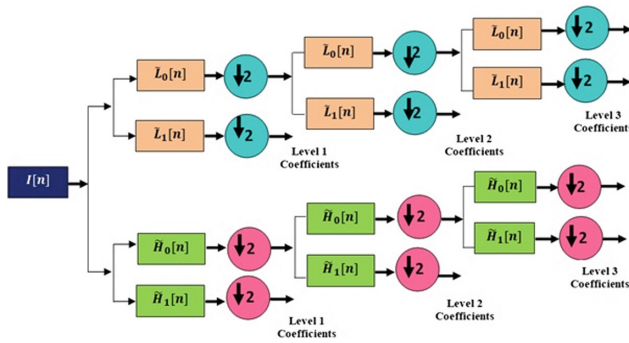 L̃₀[n] ↓2
L̃₀[n] ↓2
L̃₀[n] ↓2
L̃₁[n] ↓2
L̃₁[n] ↓2
L̃₁[n] ↓2
Level 1
Coefficients
Level 2
Coefficients
Level 3
Coefficients
I[n]
H̃₀[n] ↓2
H̃₀[n] ↓2
H̃₀[n] ↓2
H̃₁[n] ↓2
H̃₁[n] ↓2
H̃₁[n] ↓2
Level 1
Coefficients
Level 2
Coefficients
Level 3
Coefficients